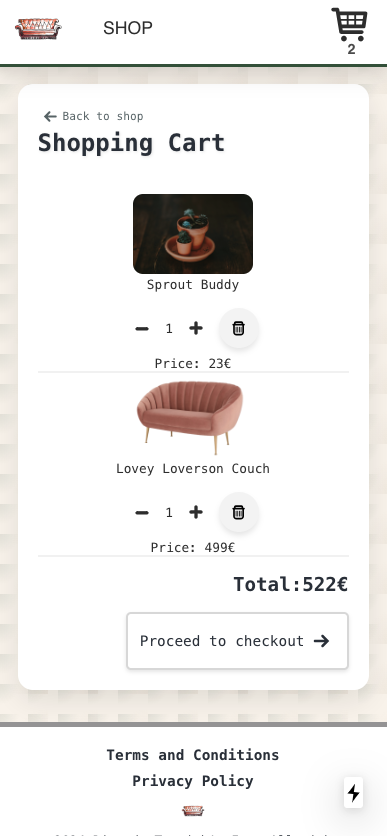 SHOP
2
Back to shop
Shopping Cart
Sprout Buddy
1
Price: 23€
Lovey Loverson Couch
1
Price: 499€
Total:522€
Proceed to checkout
Terms and Conditions
Privacy Policy